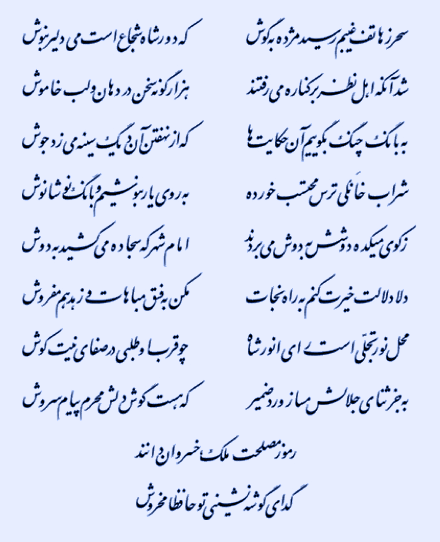 سحر ز هاتف غیبم رسید مژده به گوش که دور شاه شجاع است می دلیر بنوش
شد آنکه اهل نظر بر کناره می‌رفتند هزار گونه سخن در دهان و لب خاموش
به بانگ چنگ بگوییم آن حکایت‌ها که از نهفتن آن دیگ سینه می‌زد جوش
شراب خانگی ترس محتسب خورده به روی یار بنوشیم و بانگ نوشانوش
ز کوی میکده دوشش به دوش می‌بردند امام شهر که سجاده می‌کشید به دوش
دلا دلالت خیرت کنم به راه نجات مکن به فسق مباهات و زهد هم مفروش
محل نور تجلی است رای انور شاه چو قرب او طلبی در صفای نیت کوش
به جز ثنای جلالش مساز ورد ضمیر که هست گوش دلش محرم پیام سروش
رموز مصلحت ملک خسروان دانند
گدای گوشه نشینی تو حافظا مخروش